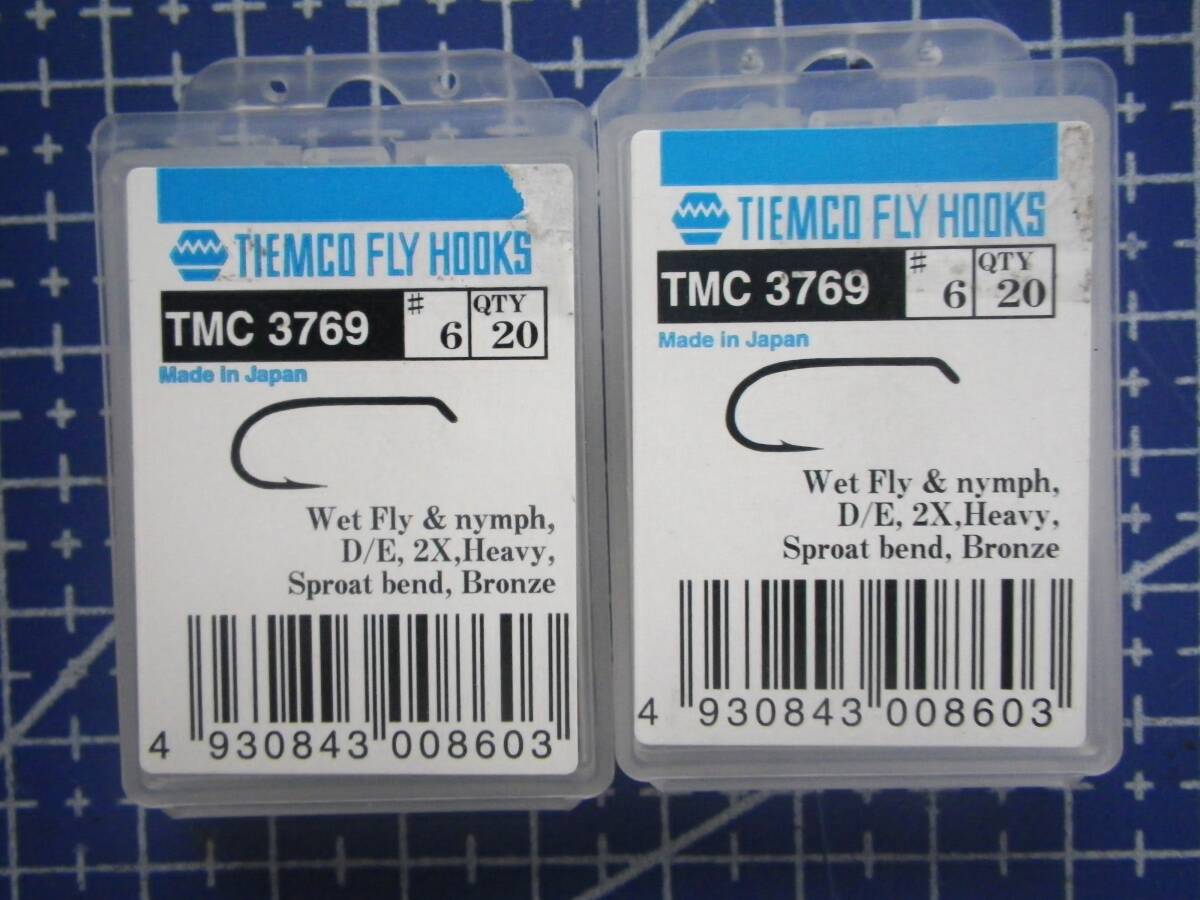 TIEMCO FLY HOOKS
TMC 3769
# 6
QTY 20
Made in Japan
Wet Fly & nymph,
D/E, 2X,Heavy,
Sproat bend, Bronze
4 930843 008603
TIEMCO FLY HOOKS
TMC 3769
# 6
QTY 20
Made in Japan
Wet Fly & nymph,
D/E, 2X,Heavy,
Sproat bend, Bronze
4 930843 008603